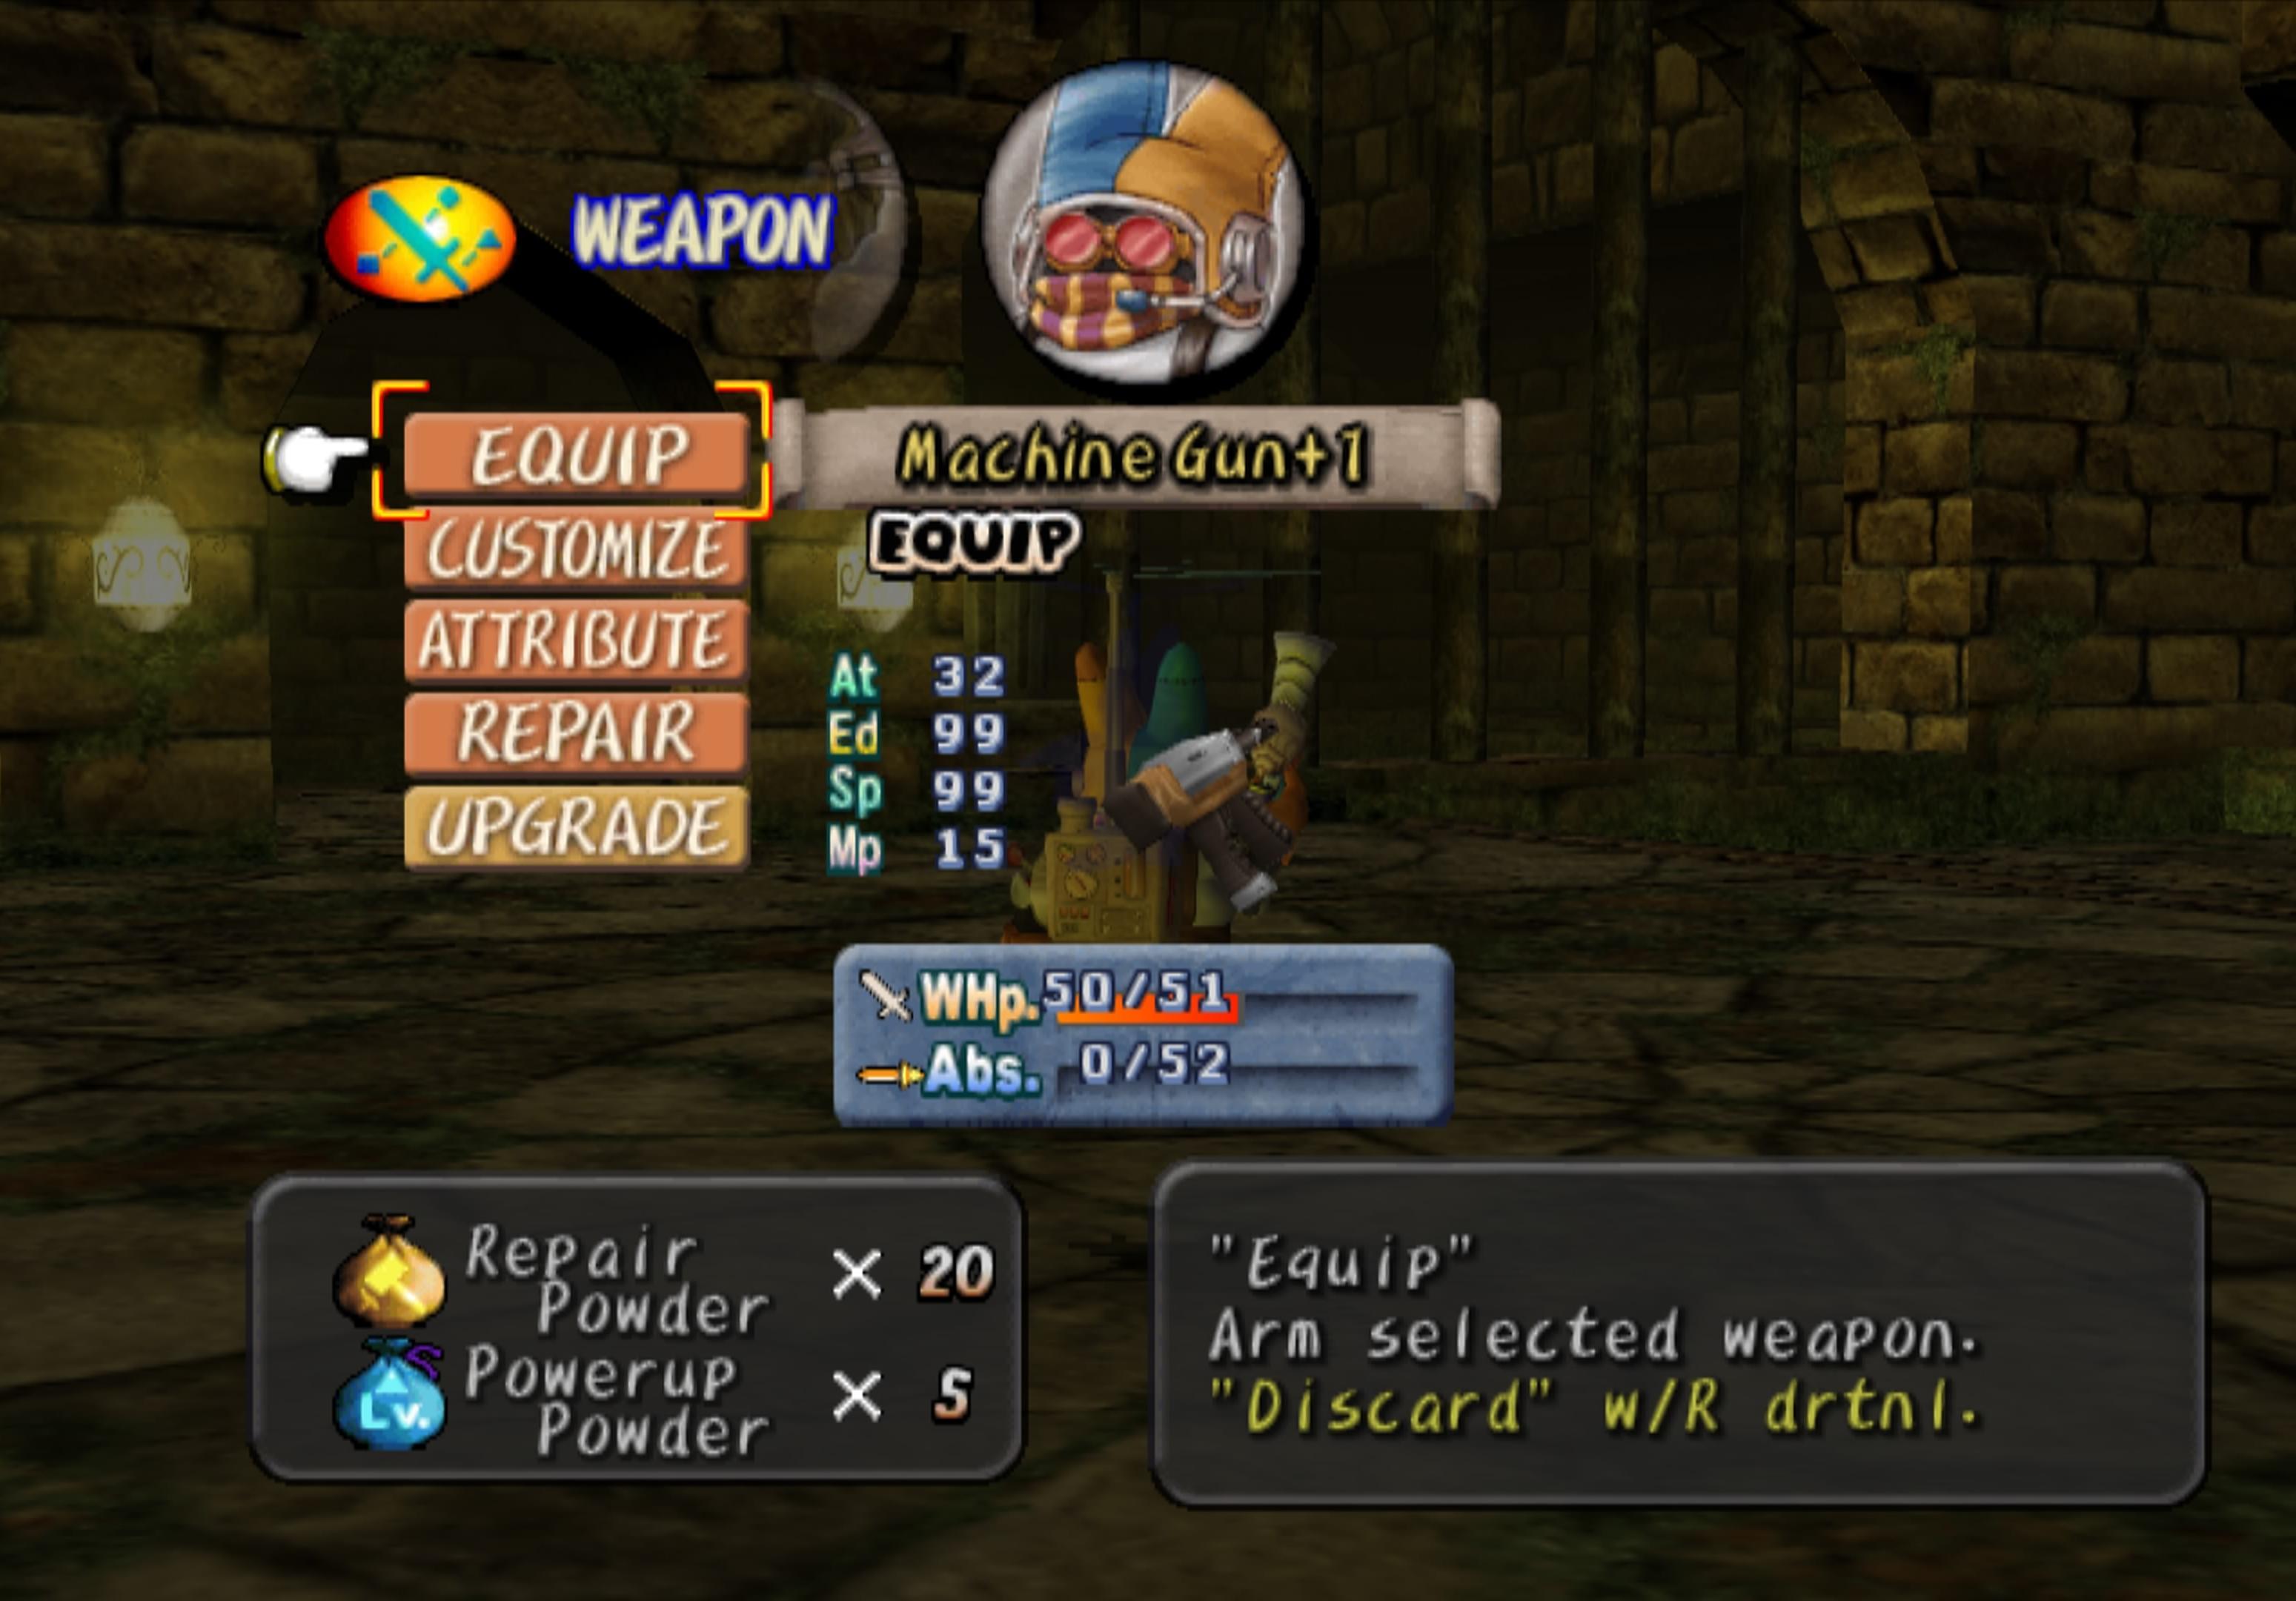 WEAPON
EQUIP
CUSTOMIZE
ATTRIBUTE
REPAIR
UPGRADE
Machine Gun+1
EQUIP
At 32
Ed 99
Sp 99
Mp 15
WHp. 50/51
Abs. 0/52
Repair
Powder × 20
Lv.
Powerup
Powder × 5
"Equip"
Arm selected weapon.
"Discard" w/R drtnl.